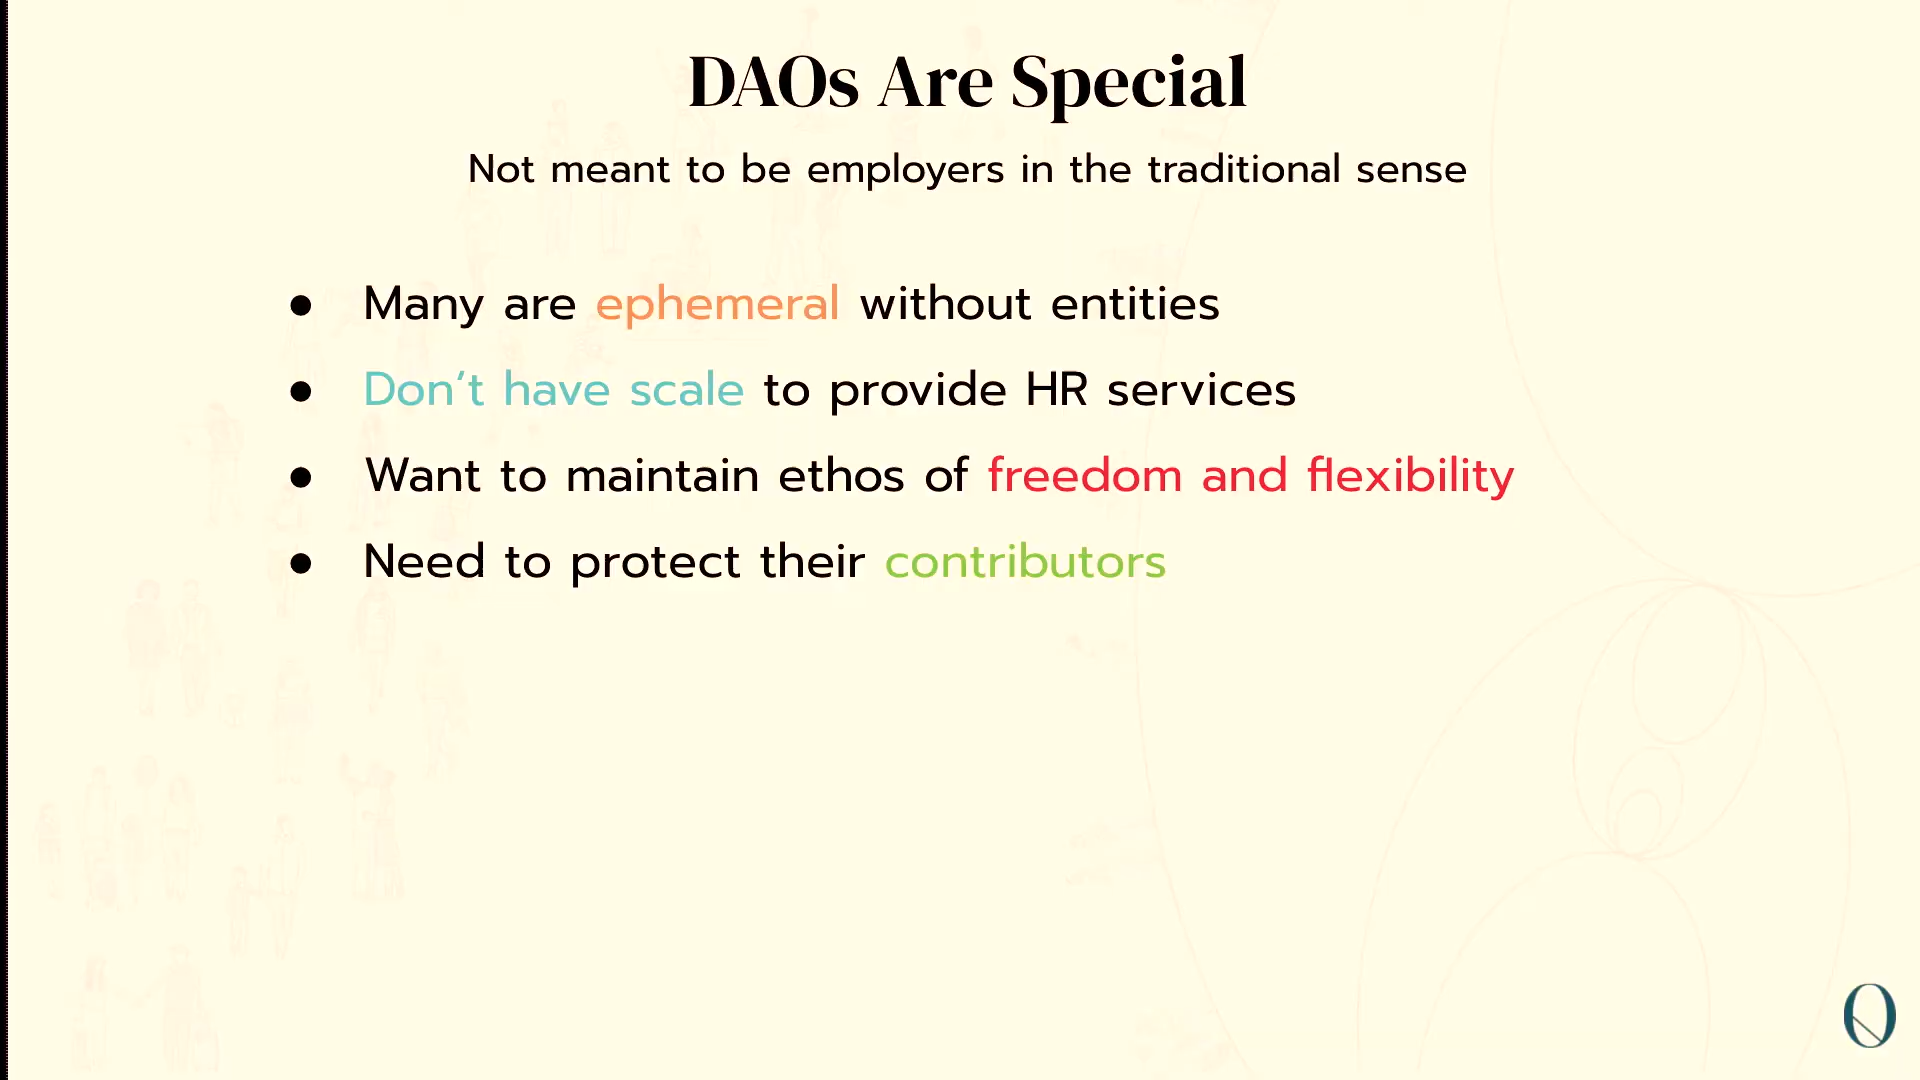 DAOs Are Special
Not meant to be employers in the traditional sense
● Many are ephemeral without entities
● Don’t have scale to provide HR services
● Want to maintain ethos of freedom and flexibility
● Need to protect their contributors